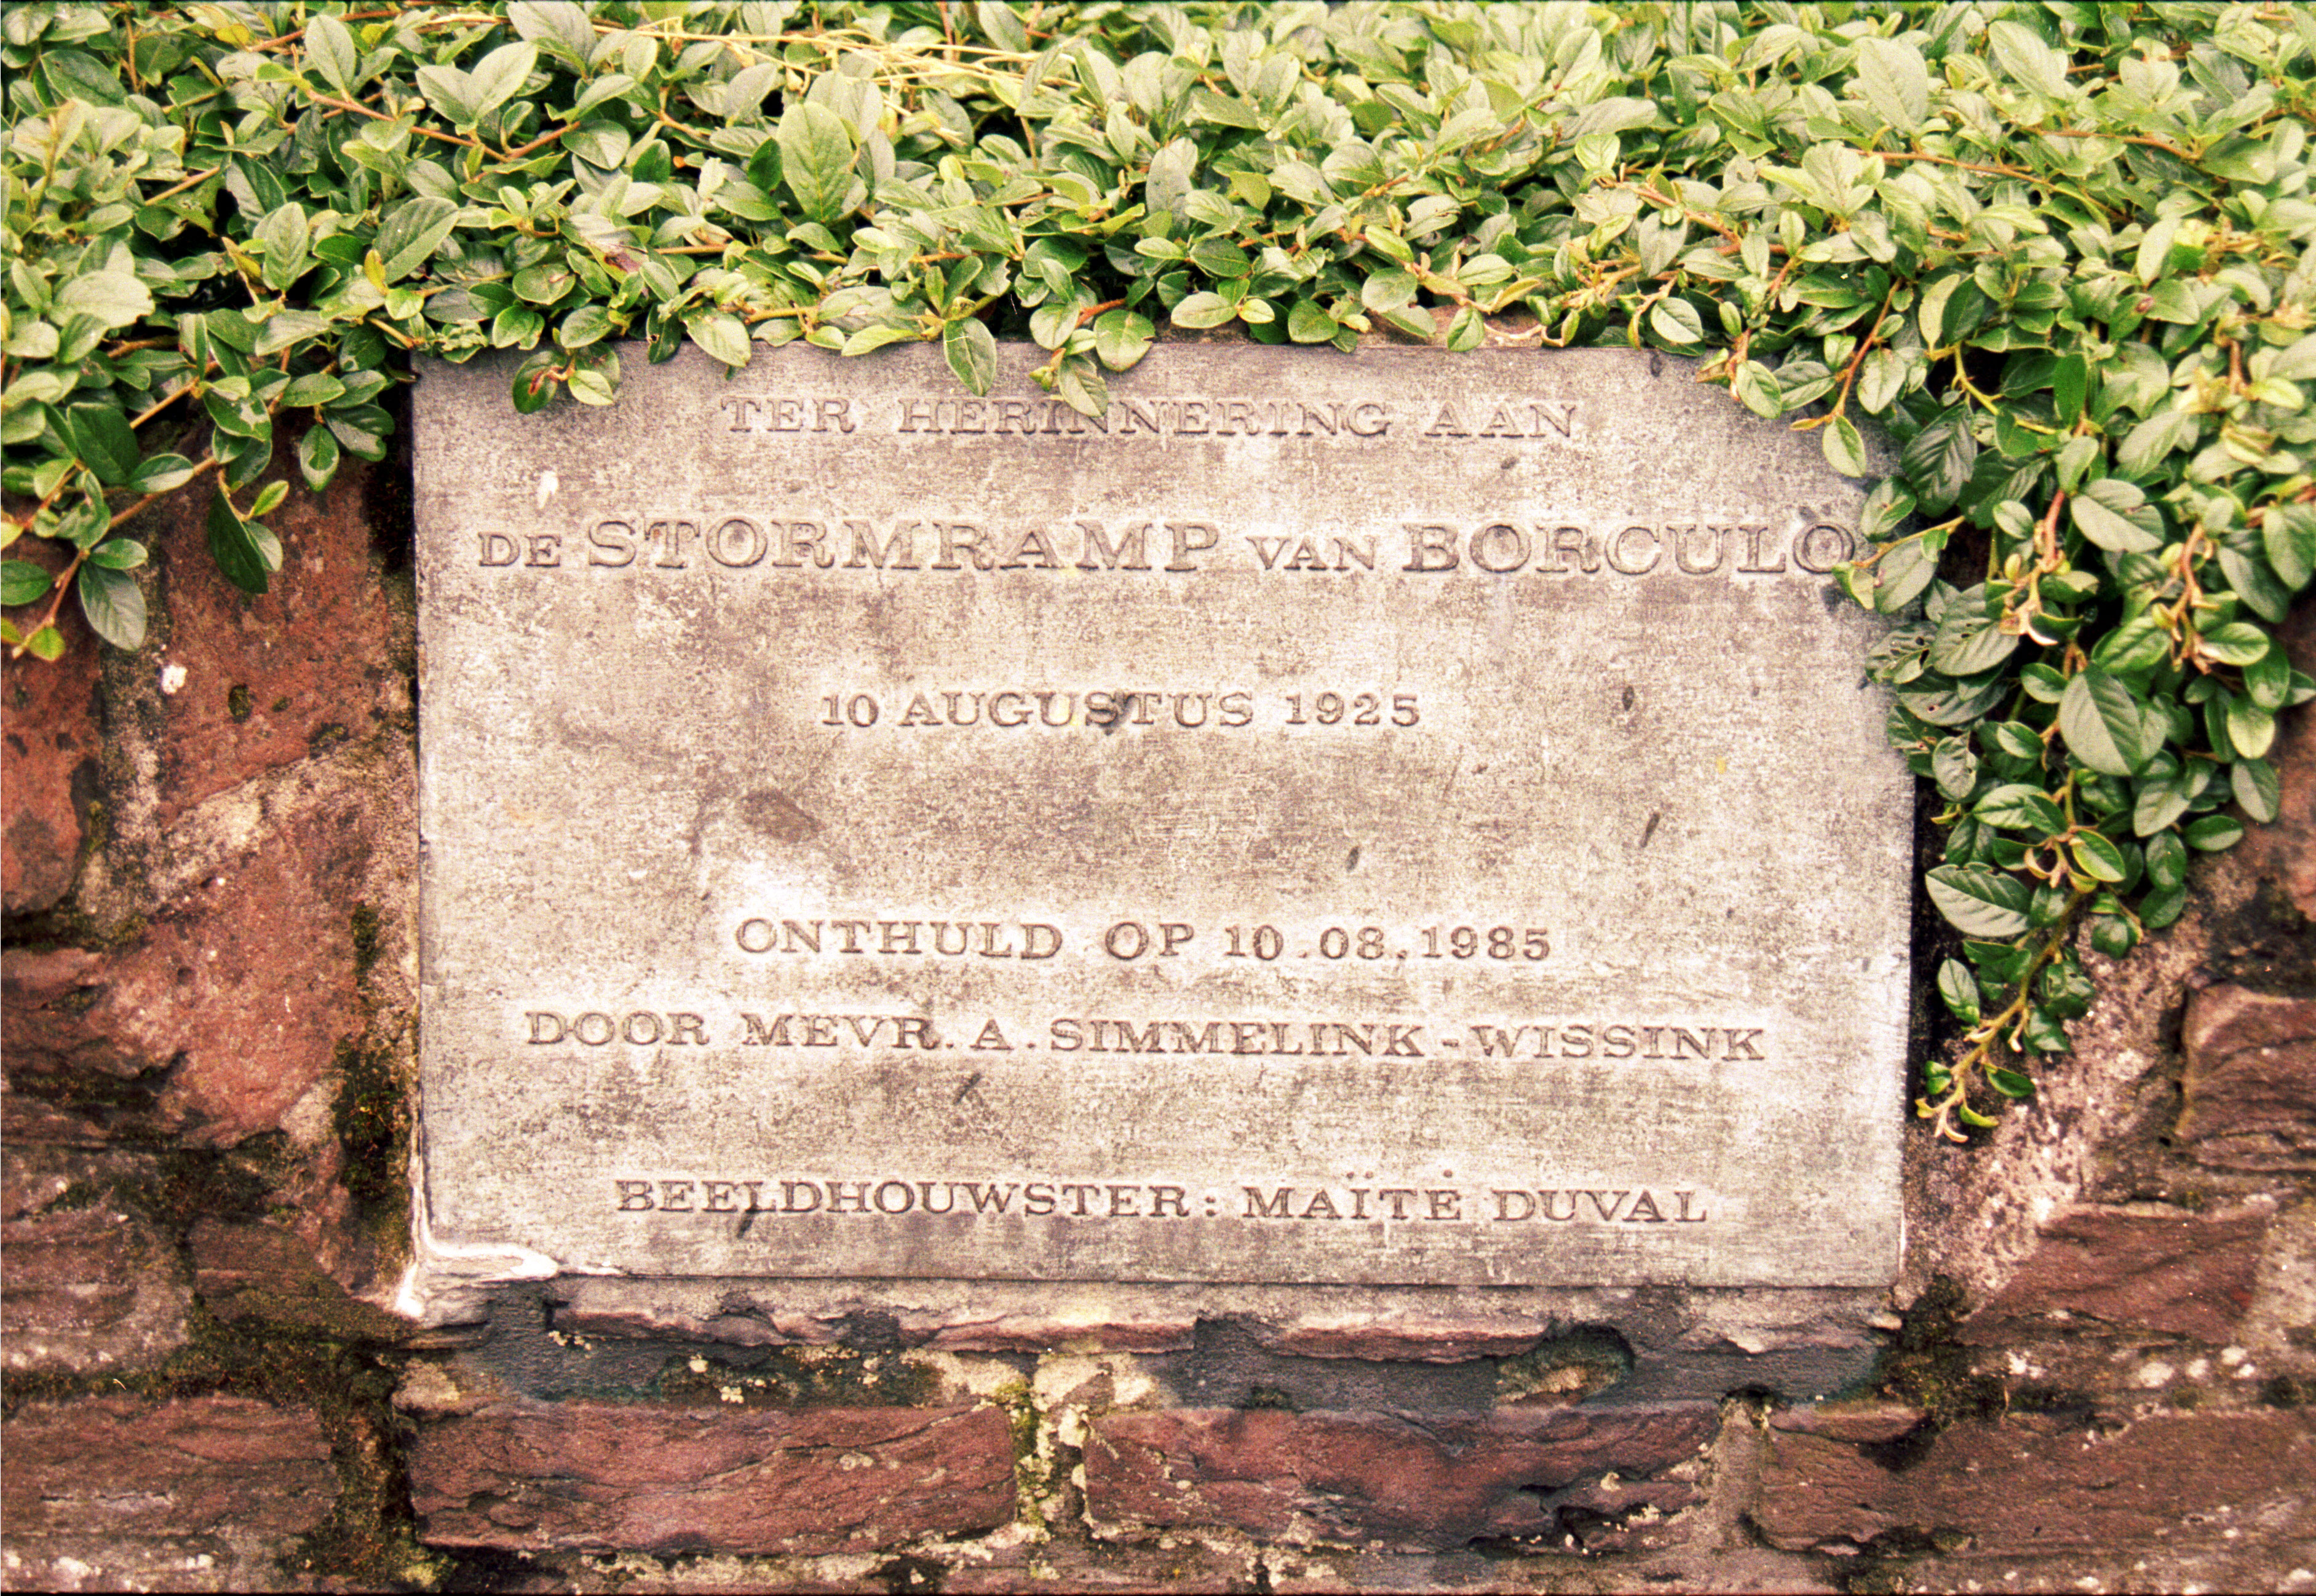 TER HERINNERING AAN
DE STORMRAMP VAN BORCULO
10 AUGUSTUS 1925
ONTHULD OP 10.08.1985
DOOR MEVR. A. SIMMELINK-WISSINK
BEELDHOUWSTER: MAÏTĖ DUVAL